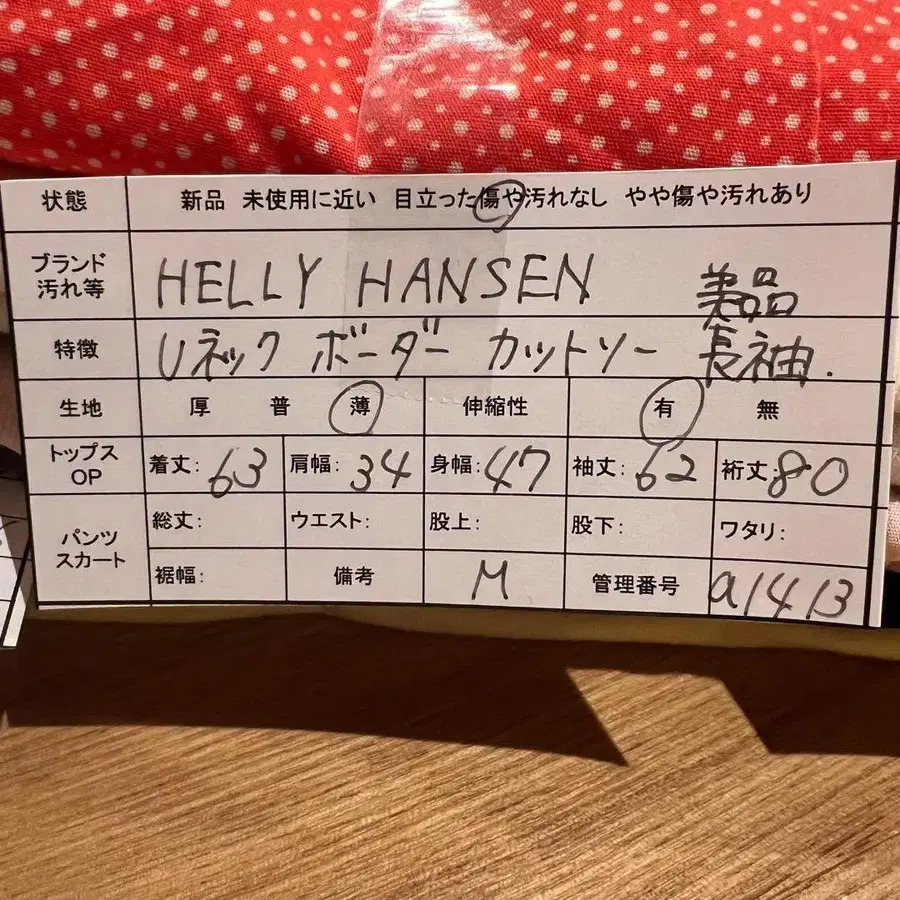 状態 新品 未使用に近い 目立った傷や汚れなし やや傷や汚れあり
ブランド
汚れ等 HELLY HANSEN 美品
特徴 Uネック ボーダー カットソー 長袖.
生地 厚 普 薄 伸縮性 有 無
トップス
OP 着丈: 63 肩幅: 34 身幅: 47 袖丈: 62 裄丈: 80
パンツ
スカート 総丈: ウエスト: 股上: 股下: ワタリ:
裾幅: 備考 M 管理番号 a1413